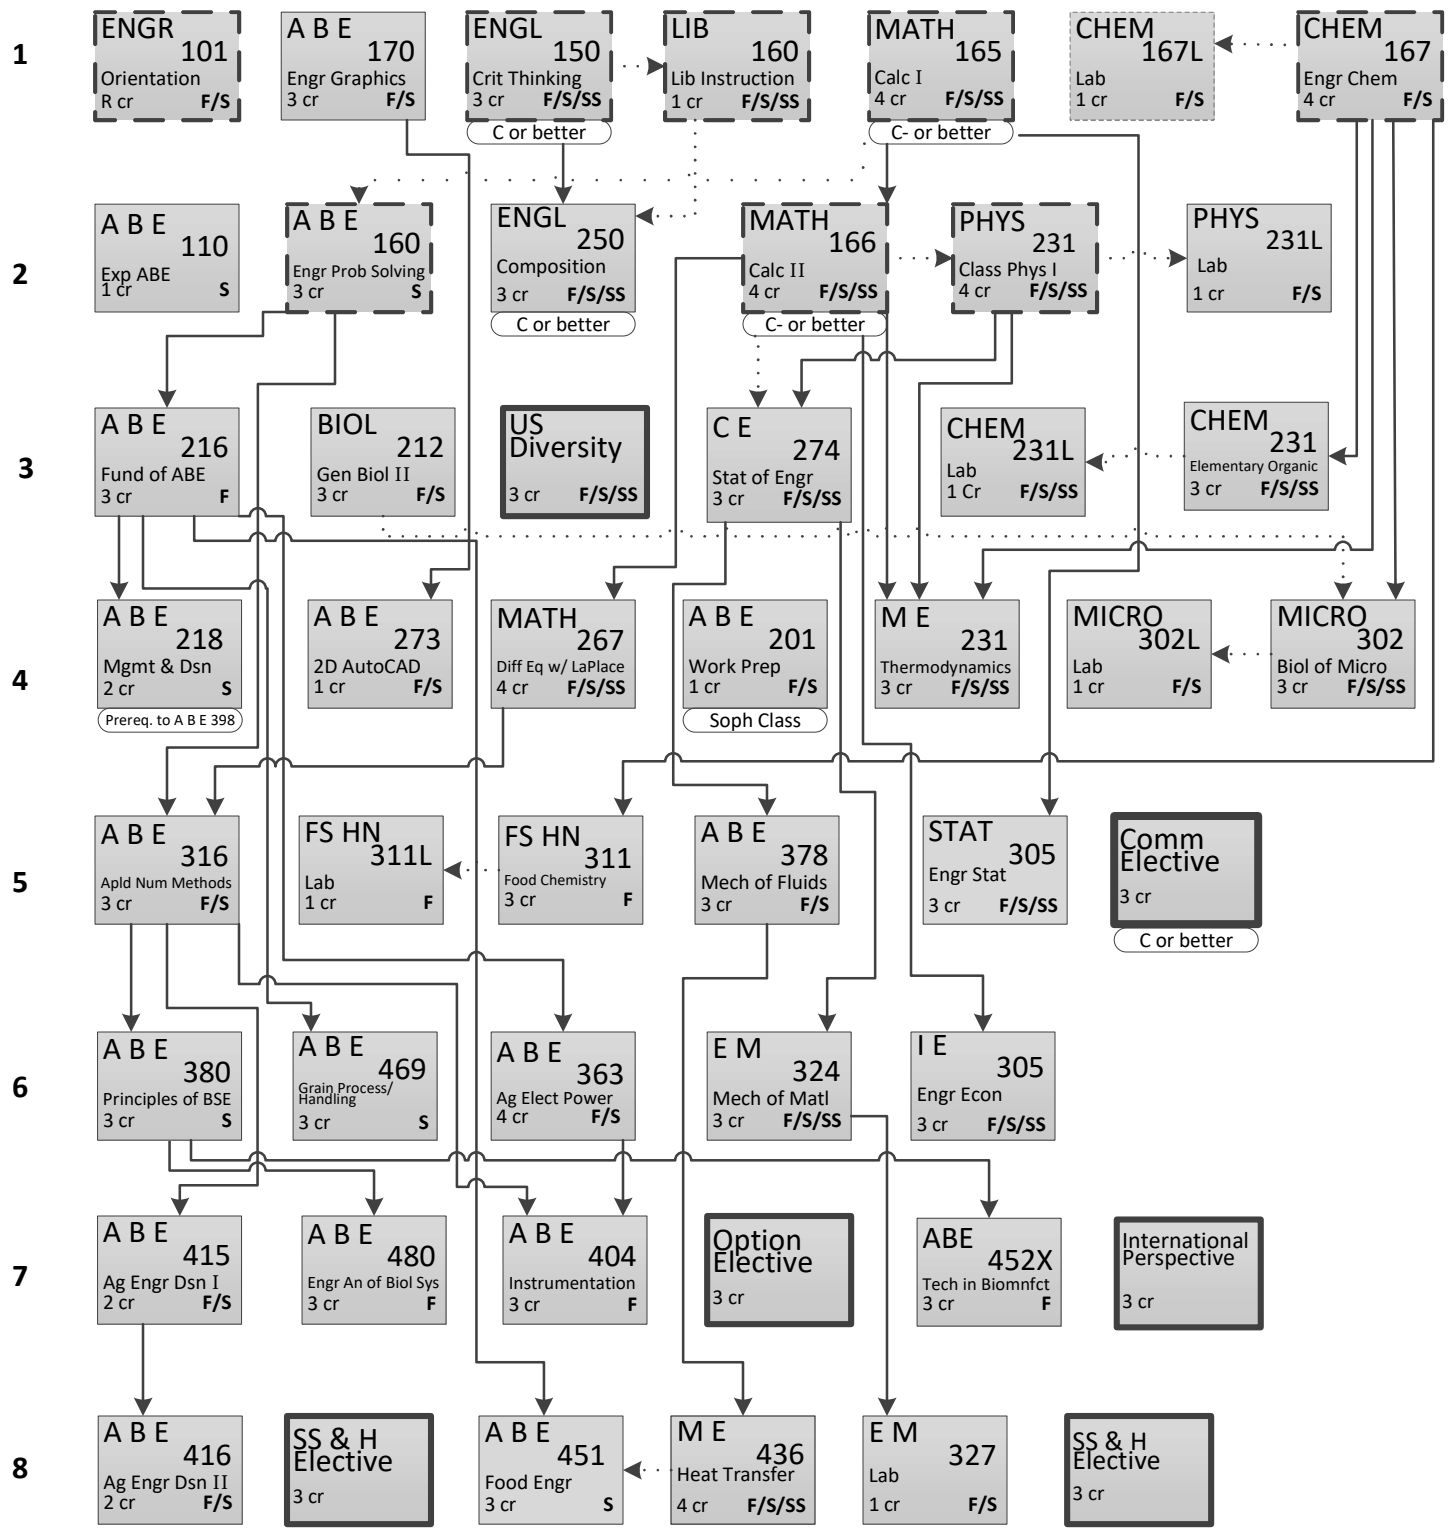 1
ENGR
101
Orientation
R cr F/S
A B E
170
Engr Graphics
3 cr F/S
ENGL
150
Crit Thinking
3 cr F/S/SS
C or better
LIB
160
Lib Instruction
1 cr F/S/SS
MATH
165
Calc I
4 cr F/S/SS
C- or better
CHEM
167L
Lab
1 cr F/S
CHEM
167
Engr Chem
4 cr F/S
2
A B E
110
Exp ABE
1 cr S
A B E
160
Engr Prob Solving
3 cr S
ENGL
250
Composition
3 cr F/S/SS
C or better
MATH
166
Calc II
4 cr F/S/SS
C- or better
PHYS
231
Class Phys I
4 cr F/S/SS
PHYS
231L
Lab
1 cr F/S
3
A B E
216
Fund of ABE
3 cr F
BIOL
212
Gen Biol II
3 cr F/S
US
Diversity
3 cr F/S/SS
C E
274
Stat of Engr
3 cr F/S/SS
CHEM
231L
Lab
1 Cr F/S/SS
CHEM
231
Elementary Organic
3 cr F/S/SS
4
A B E
218
Mgmt & Dsn
2 cr S
Prereq. to A B E 398
A B E
273
2D AutoCAD
1 cr F/S
MATH
267
Diff Eq w/ LaPlace
4 cr F/S/SS
A B E
201
Work Prep
1 cr F/S
Soph Class
M E
231
Thermodynamics
3 cr F/S/SS
MICRO
302L
Lab
1 cr F/S
MICRO
302
Biol of Micro
3 cr F/S/SS
5
A B E
316
Apld Num Methods
3 cr F/S
FS HN
311L
Lab
1 cr F
FS HN
311
Food Chemistry
3 cr F
A B E
378
Mech of Fluids
3 cr F/S
STAT
305
Engr Stat
3 cr F/S/SS
Comm
Elective
3 cr
C or better
6
A B E
380
Principles of BSE
3 cr S
A B E
469
Grain Process/
Handling
3 cr S
A B E
363
Ag Elect Power
4 cr F/S
E M
324
Mech of Matl
3 cr F/S/SS
I E
305
Engr Econ
3 cr F/S/SS
7
A B E
415
Ag Engr Dsn I
2 cr F/S
A B E
480
Engr An of Biol Sys
3 cr F
A B E
404
Instrumentation
3 cr F
Option
Elective
3 cr
ABE
452X
Tech in Biomnfct
3 cr F
International
Perspective
3 cr
8
A B E
416
Ag Engr Dsn II
2 cr F/S
SS & H
Elective
3 cr
A B E
451
Food Engr
3 cr S
M E
436
Heat Transfer
4 cr F/S/SS
E M
327
Lab
1 cr F/S
SS & H
Elective
3 cr